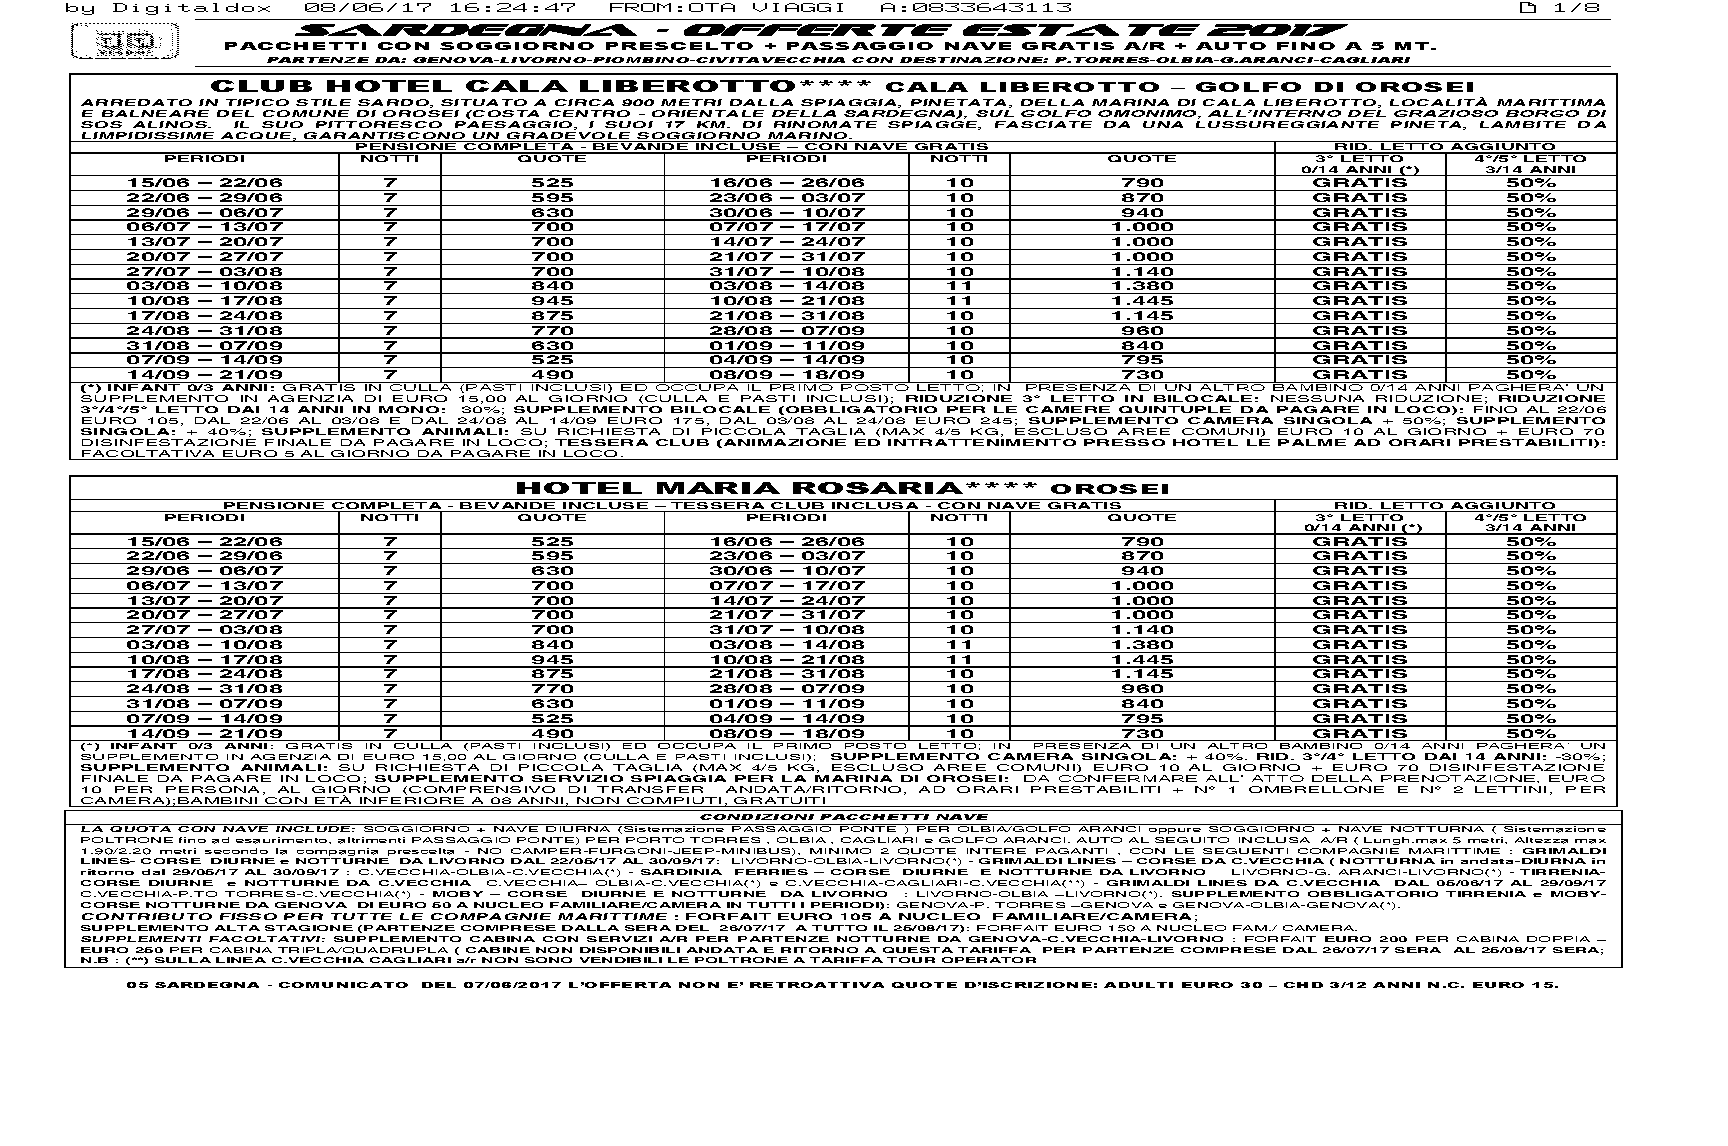 by Digitaldox 08/06/17 16:24:47 FROM:OTA VIAGGI A:0833643113 1/8
SARDEGNA - OFFERTE ESTATE 2017
PACCHETTI CON SOGGIORNO PRESCELTO + PASSAGGIO NAVE GRATIS A/R + AUTO FINO A 5 MT.
PARTENZE DA: GENOVA-LIVORNO-PIOMBINO-CIVITAVECCHIA CON DESTINAZIONE: P.TORRES-OLBIA-G.ARANCI-CAGLIARI
CLUB HOTEL CALA LIBEROTTO**** CALA LIBEROTTO – GOLFO DI OROSEI
ARREDATO IN TIPICO STILE SARDO, SITUATO A CIRCA 900 METRI DALLA SPIAGGIA, PINETATA, DELLA MARINA DI CALA LIBEROTTO, LOCALITÀ MARITTIMA
E BALNEARE DEL COMUNE DI OROSEI (COSTA CENTRO - ORIENTALE DELLA SARDEGNA), SUL GOLFO OMONIMO, ALL'INTERNO DEL GRAZIOSO BORGO DI
SOS ALINOS. IL SUO PITTORESCO PAESAGGIO, I SUOI 17 KM. DI RINOMATE SPIAGGE, FASCIATE DA UNA LUSSUREGGIANTE PINETA, LAMBITE DA
LIMPIDISSIME ACQUE, GARANTISCONO UN GRADEVOLE SOGGIORNO MARINO.
PENSIONE COMPLETA - BEVANDE INCLUSE – CON NAVE GRATIS RID. LETTO AGGIUNTO
PERIODI NOTTI QUOTE PERIODI NOTTI QUOTE 3° LETTO 4°/5° LETTO
0/14 ANNI (*) 3/14 ANNI
15/06 – 22/06 7 525 16/06 – 26/06 10 790 GRATIS 50%
22/06 – 29/06 7 595 23/06 – 03/07 10 870 GRATIS 50%
29/06 – 06/07 7 630 30/06 – 10/07 10 940 GRATIS 50%
06/07 – 13/07 7 700 07/07 – 17/07 10 1.000 GRATIS 50%
13/07 – 20/07 7 700 14/07 – 24/07 10 1.000 GRATIS 50%
20/07 – 27/07 7 700 21/07 – 31/07 10 1.000 GRATIS 50%
27/07 – 03/08 7 700 31/07 – 10/08 10 1.140 GRATIS 50%
03/08 – 10/08 7 840 03/08 – 14/08 11 1.380 GRATIS 50%
10/08 – 17/08 7 945 10/08 – 21/08 11 1.445 GRATIS 50%
17/08 – 24/08 7 875 21/08 – 31/08 10 1.145 GRATIS 50%
24/08 – 31/08 7 770 28/08 – 07/09 10 960 GRATIS 50%
31/08 – 07/09 7 630 01/09 – 11/09 10 840 GRATIS 50%
07/09 – 14/09 7 525 04/09 – 14/09 10 795 GRATIS 50%
14/09 – 21/09 7 490 08/09 – 18/09 10 730 GRATIS 50%
(*) INFANT 0/3 ANNI: GRATIS IN CULLA (PASTI INCLUSI) ED OCCUPA IL PRIMO POSTO LETTO; IN PRESENZA DI UN ALTRO BAMBINO 0/14 ANNI PAGHERA' UN
SUPPLEMENTO IN AGENZIA DI EURO 15,00 AL GIORNO (CULLA E PASTI INCLUSI); RIDUZIONE 3° LETTO IN BILOCALE: NESSUNA RIDUZIONE; RIDUZIONE
3°/4°/5° LETTO DAI 14 ANNI IN MONO: 30%; SUPPLEMENTO BILOCALE (OBBLIGATORIO PER LE CAMERE QUINTUPLE DA PAGARE IN LOCO): FINO AL 22/06
EURO 105, DAL 22/06 AL 03/08 E DAL 24/08 AL 14/09 EURO 175, DAL 03/08 AL 24/08 EURO 245; SUPPLEMENTO CAMERA SINGOLA + 50%; SUPPLEMENTO
SINGOLA: + 40%; SUPPLEMENTO ANIMALI: SU RICHIESTA DI PICCOLA TAGLIA (MAX 4/5 KG, ESCLUSO AREE COMUNI) EURO 10 AL GIORNO + EURO 70
DISINFESTAZIONE FINALE DA PAGARE IN LOCO; TESSERA CLUB (ANIMAZIONE ED INTRATTENIMENTO PRESSO HOTEL LE PALME AD ORARI PRESTABILITI):
FACOLTATIVA EURO 5 AL GIORNO DA PAGARE IN LOCO.
HOTEL MARIA ROSARIA**** OROSEI
PENSIONE COMPLETA - BEVANDE INCLUSE – TESSERA CLUB INCLUSA - CON NAVE GRATIS RID. LETTO AGGIUNTO
PERIODI NOTTI QUOTE PERIODI NOTTI QUOTE 3° LETTO 4°/5° LETTO
0/14 ANNI (*) 3/14 ANNI
15/06 – 22/06 7 525 16/06 – 26/06 10 790 GRATIS 50%
22/06 – 29/06 7 595 23/06 – 03/07 10 870 GRATIS 50%
29/06 – 06/07 7 630 30/06 – 10/07 10 940 GRATIS 50%
06/07 – 13/07 7 700 07/07 – 17/07 10 1.000 GRATIS 50%
13/07 – 20/07 7 700 14/07 – 24/07 10 1.000 GRATIS 50%
20/07 – 27/07 7 700 21/07 – 31/07 10 1.000 GRATIS 50%
27/07 – 03/08 7 700 31/07 – 10/08 10 1.140 GRATIS 50%
03/08 – 10/08 7 840 03/08 – 14/08 11 1.380 GRATIS 50%
10/08 – 17/08 7 945 10/08 – 21/08 11 1.445 GRATIS 50%
17/08 – 24/08 7 875 21/08 – 31/08 10 1.145 GRATIS 50%
24/08 – 31/08 7 770 28/08 – 07/09 10 960 GRATIS 50%
31/08 – 07/09 7 630 01/09 – 11/09 10 840 GRATIS 50%
07/09 – 14/09 7 525 04/09 – 14/09 10 795 GRATIS 50%
14/09 – 21/09 7 490 08/09 – 18/09 10 730 GRATIS 50%
(*) INFANT 0/3 ANNI: GRATIS IN CULLA (PASTI INCLUSI) ED OCCUPA IL PRIMO POSTO LETTO; IN PRESENZA DI UN ALTRO BAMBINO 0/14 ANNI PAGHERA' UN
SUPPLEMENTO IN AGENZIA DI EURO 15,00 AL GIORNO (CULLA E PASTI INCLUSI); SUPPLEMENTO CAMERA SINGOLA: + 40%. RID. 3°/4° LETTO DAI 14 ANNI: -30%;
SUPPLEMENTO ANIMALI: SU RICHIESTA DI PICCOLA TAGLIA (MAX 4/5 KG, ESCLUSO AREE COMUNI) EURO 10 AL GIORNO + EURO 70 DISINFESTAZIONE
FINALE DA PAGARE IN LOCO; SUPPLEMENTO SERVIZIO SPIAGGIA PER LA MARINA DI OROSEI: DA CONFERMARE ALL' ATTO DELLA PRENOTAZIONE, EURO
10 PER PERSONA, AL GIORNO (COMPRENSIVO DI TRANSFER ANDATA/RITORNO, AD ORARI PRESTABILITI + N° 1 OMBRELLONE E N° 2 LETTINI, PER
CAMERA);BAMBINI CON ETÀ INFERIORE A 08 ANNI, NON COMPIUTI, GRATUITI
CONDIZIONI PACCHETTI NAVE
LA QUOTA CON NAVE INCLUDE: SOGGIORNO + NAVE DIURNA (Sistemazione PASSAGGIO PONTE ) PER OLBIA/GOLFO ARANCI oppure SOGGIORNO + NAVE NOTTURNA ( Sistemazione
POLTRONE fino ad esaurimento, altrimenti PASSAGGIO PONTE) PER PORTO TORRES , OLBIA , CAGLIARI e GOLFO ARANCI. AUTO AL SEGUITO INCLUSA A/R ( Lungh.max 5 metri, Altezza max
1.90/2.20 metri secondo la compagnia prescelta - NO CAMPER-FURGONI-JEEP-MINIBUS), MINIMO 2 QUOTE INTERE PAGANTI , CON LE SEGUENTI COMPAGNIE MARITTIME : GRIMALDI
LINES- CORSE DIURNE e NOTTURNE DA LIVORNO DAL 22/05/17 AL 30/09/17: LIVORNO-OLBIA-LIVORNO(*) - GRIMALDI LINES – CORSE DA C.VECCHIA ( NOTTURNA in andata-DIURNA in
ritorno dal 29/05/17 AL 30/09/17 : C.VECCHIA-OLBIA-C.VECCHIA(*) - SARDINIA FERRIES – CORSE DIURNE E NOTTURNE DA LIVORNO LIVORNO-G. ARANCI-LIVORNO(*) - TIRRENIA-
CORSE DIURNE e NOTTURNE DA C.VECCHIA C.VECCHIA– OLBIA-C.VECCHIA(*) e C.VECCHIA-CAGLIARI-C.VECCHIA(**) - GRIMALDI LINES DA C.VECCHIA DAL 05/06/17 AL 29/09/17
C.VECCHIA-P.TO TORRES-C.VECCHIA(*) - MOBY – CORSE DIURNE E NOTTURNE DA LIVORNO : LIVORNO-OLBIA –LIVORNO(*). SUPPLEMENTO OBBLIGATORIO TIRRENIA e MOBY-
CORSE NOTTURNE DA GENOVA DI EURO 50 A NUCLEO FAMILIARE/CAMERA IN TUTTI I PERIODI): GENOVA-P. TORRES –GENOVA e GENOVA-OLBIA-GENOVA(*).
CONTRIBUTO FISSO PER TUTTE LE COMPAGNIE MARITTIME : FORFAIT EURO 105 A NUCLEO FAMILIARE/CAMERA;
SUPPLEMENTO ALTA STAGIONE (PARTENZE COMPRESE DALLA SERA DEL 26/07/17 A TUTTO IL 25/08/17): FORFAIT EURO 150 A NUCLEO FAM./ CAMERA.
SUPPLEMENTI FACOLTATIVI: SUPPLEMENTO CABINA CON SERVIZI A/R PER PARTENZE NOTTURNE DA GENOVA-C.VECCHIA-LIVORNO : FORFAIT EURO 200 PER CABINA DOPPIA –
EURO 250 PER CABINA TRIPLA/QUADRUPLA ( CABINE NON DISPONIBILI ANDATA E RITORNO A QUESTA TARIFFA PER PARTENZE COMPRESE DAL 26/07/17 SERA AL 25/08/17 SERA;
N.B : (**) SULLA LINEA C.VECCHIA CAGLIARI a/r NON SONO VENDIBILI LE POLTRONE A TARIFFA TOUR OPERATOR
05 SARDEGNA - COMUNICATO DEL 07/06/2017 L'OFFERTA NON E' RETROATTIVA QUOTE D'ISCRIZIONE: ADULTI EURO 30 – CHD 3/12 ANNI N.C. EURO 15.